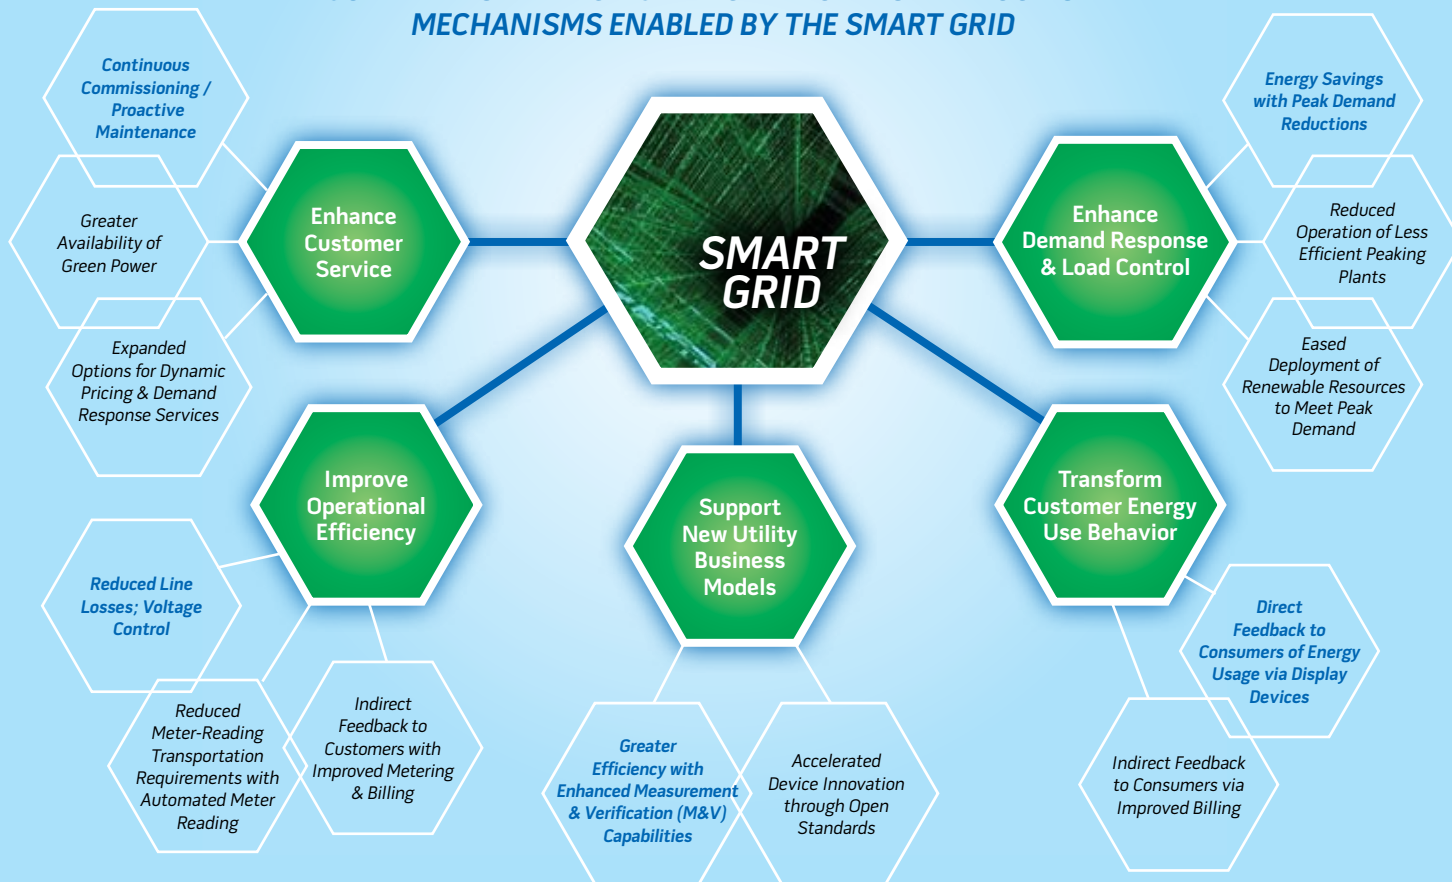 MECHANISMS ENABLED BY THE SMART GRID
Continuous
Commissioning /
Proactive
Maintenance
Greater
Availability of
Green Power
Expanded
Options for Dynamic
Pricing & Demand
Response Services
Enhance
Customer
Service
SMART
GRID
Enhance
Demand Response
& Load Control
Energy Savings
with Peak Demand
Reductions
Reduced
Operation of Less
Efficient Peaking
Plants
Eased
Deployment of
Renewable Resources
to Meet Peak
Demand
Improve
Operational
Efficiency
Reduced Line
Losses; Voltage
Control
Reduced
Meter-Reading
Transportation
Requirements with
Automated Meter
Reading
Indirect
Feedback to
Customers with
Improved Metering
& Billing
Support
New Utility
Business
Models
Greater
Efficiency with
Enhanced Measurement
& Verification (M&V)
Capabilities
Accelerated
Device Innovation
through Open
Standards
Transform
Customer Energy
Use Behavior
Direct
Feedback to
Consumers of Energy
Usage via Display
Devices
Indirect Feedback
to Consumers via
Improved Billing